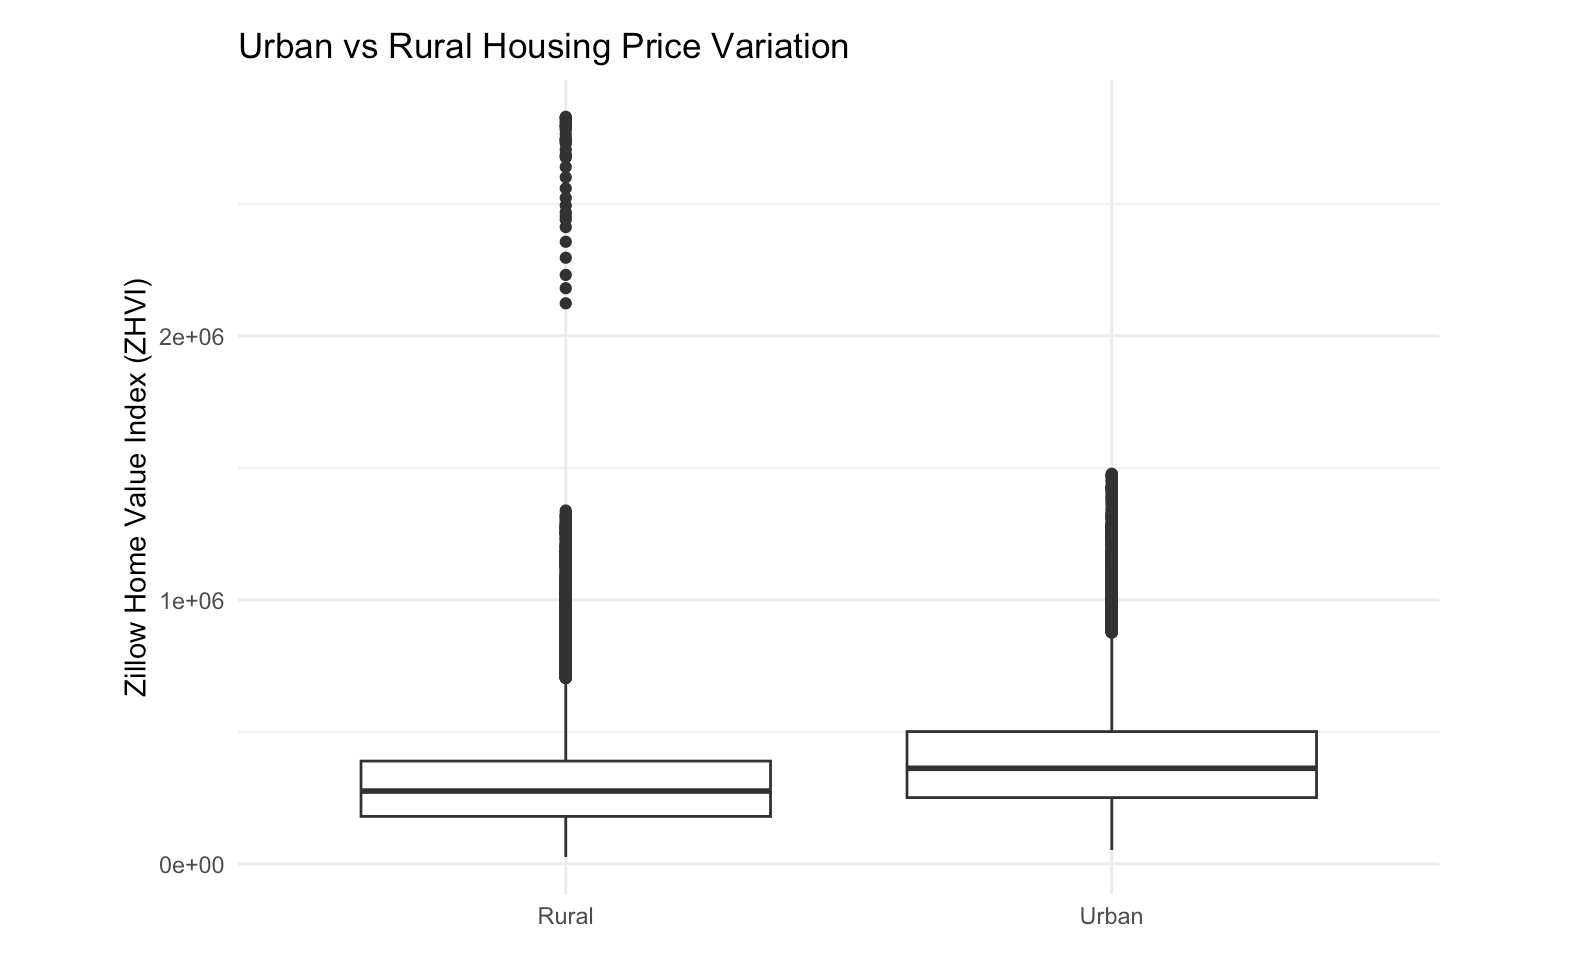 Urban vs Rural Housing Price Variation
Zillow Home Value Index (ZHVI)
2e+06
1e+06
0e+00
Rural
Urban